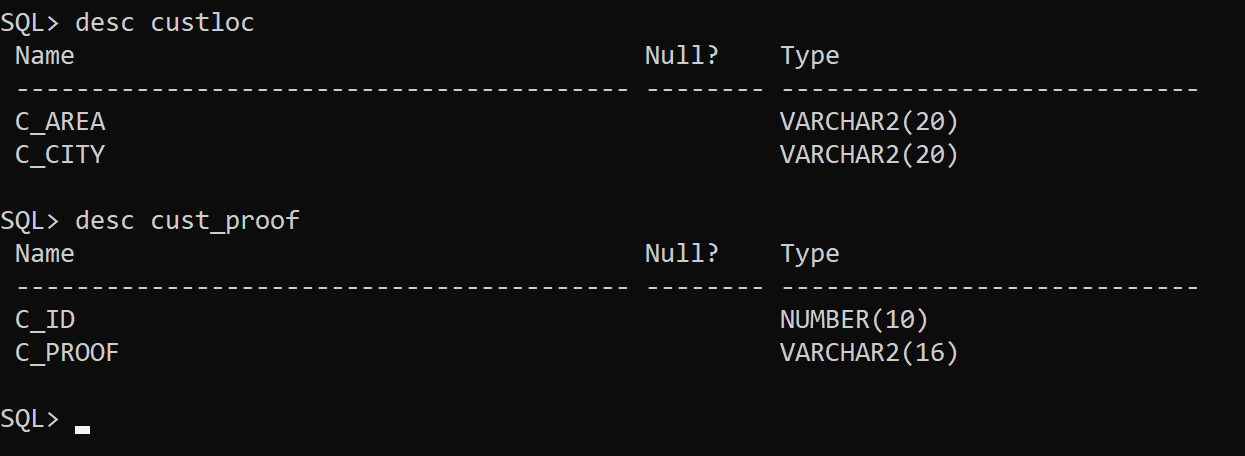 SQL> desc custloc
 Name                                      Null?    Type
 ----------------------------------------- -------- ----------------------------
 C_AREA                                             VARCHAR2(20)
 C_CITY                                             VARCHAR2(20)

SQL> desc cust_proof
 Name                                      Null?    Type
 ----------------------------------------- -------- ----------------------------
 C_ID                                               NUMBER(10)
 C_PROOF                                            VARCHAR2(16)

SQL>